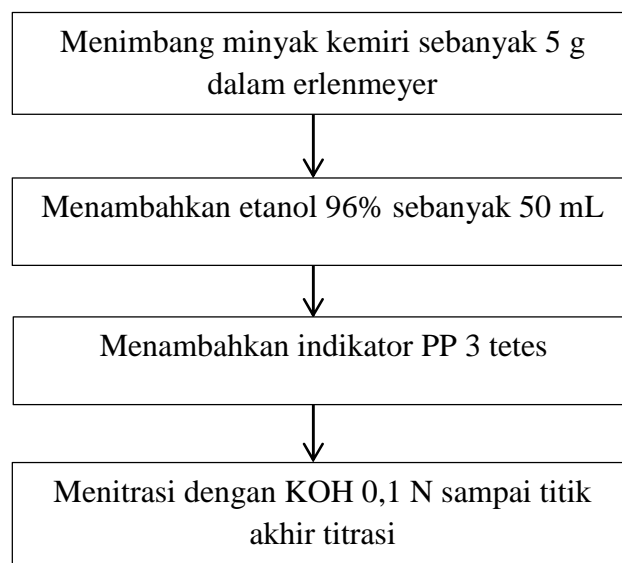 Menimbang minyak kemiri sebanyak 5 g
dalam erlenmeyer
Menambahkan etanol 96% sebanyak 50 mL
Menambahkan indikator PP 3 tetes
Menitrasi dengan KOH 0,1 N sampai titik
akhir titrasi